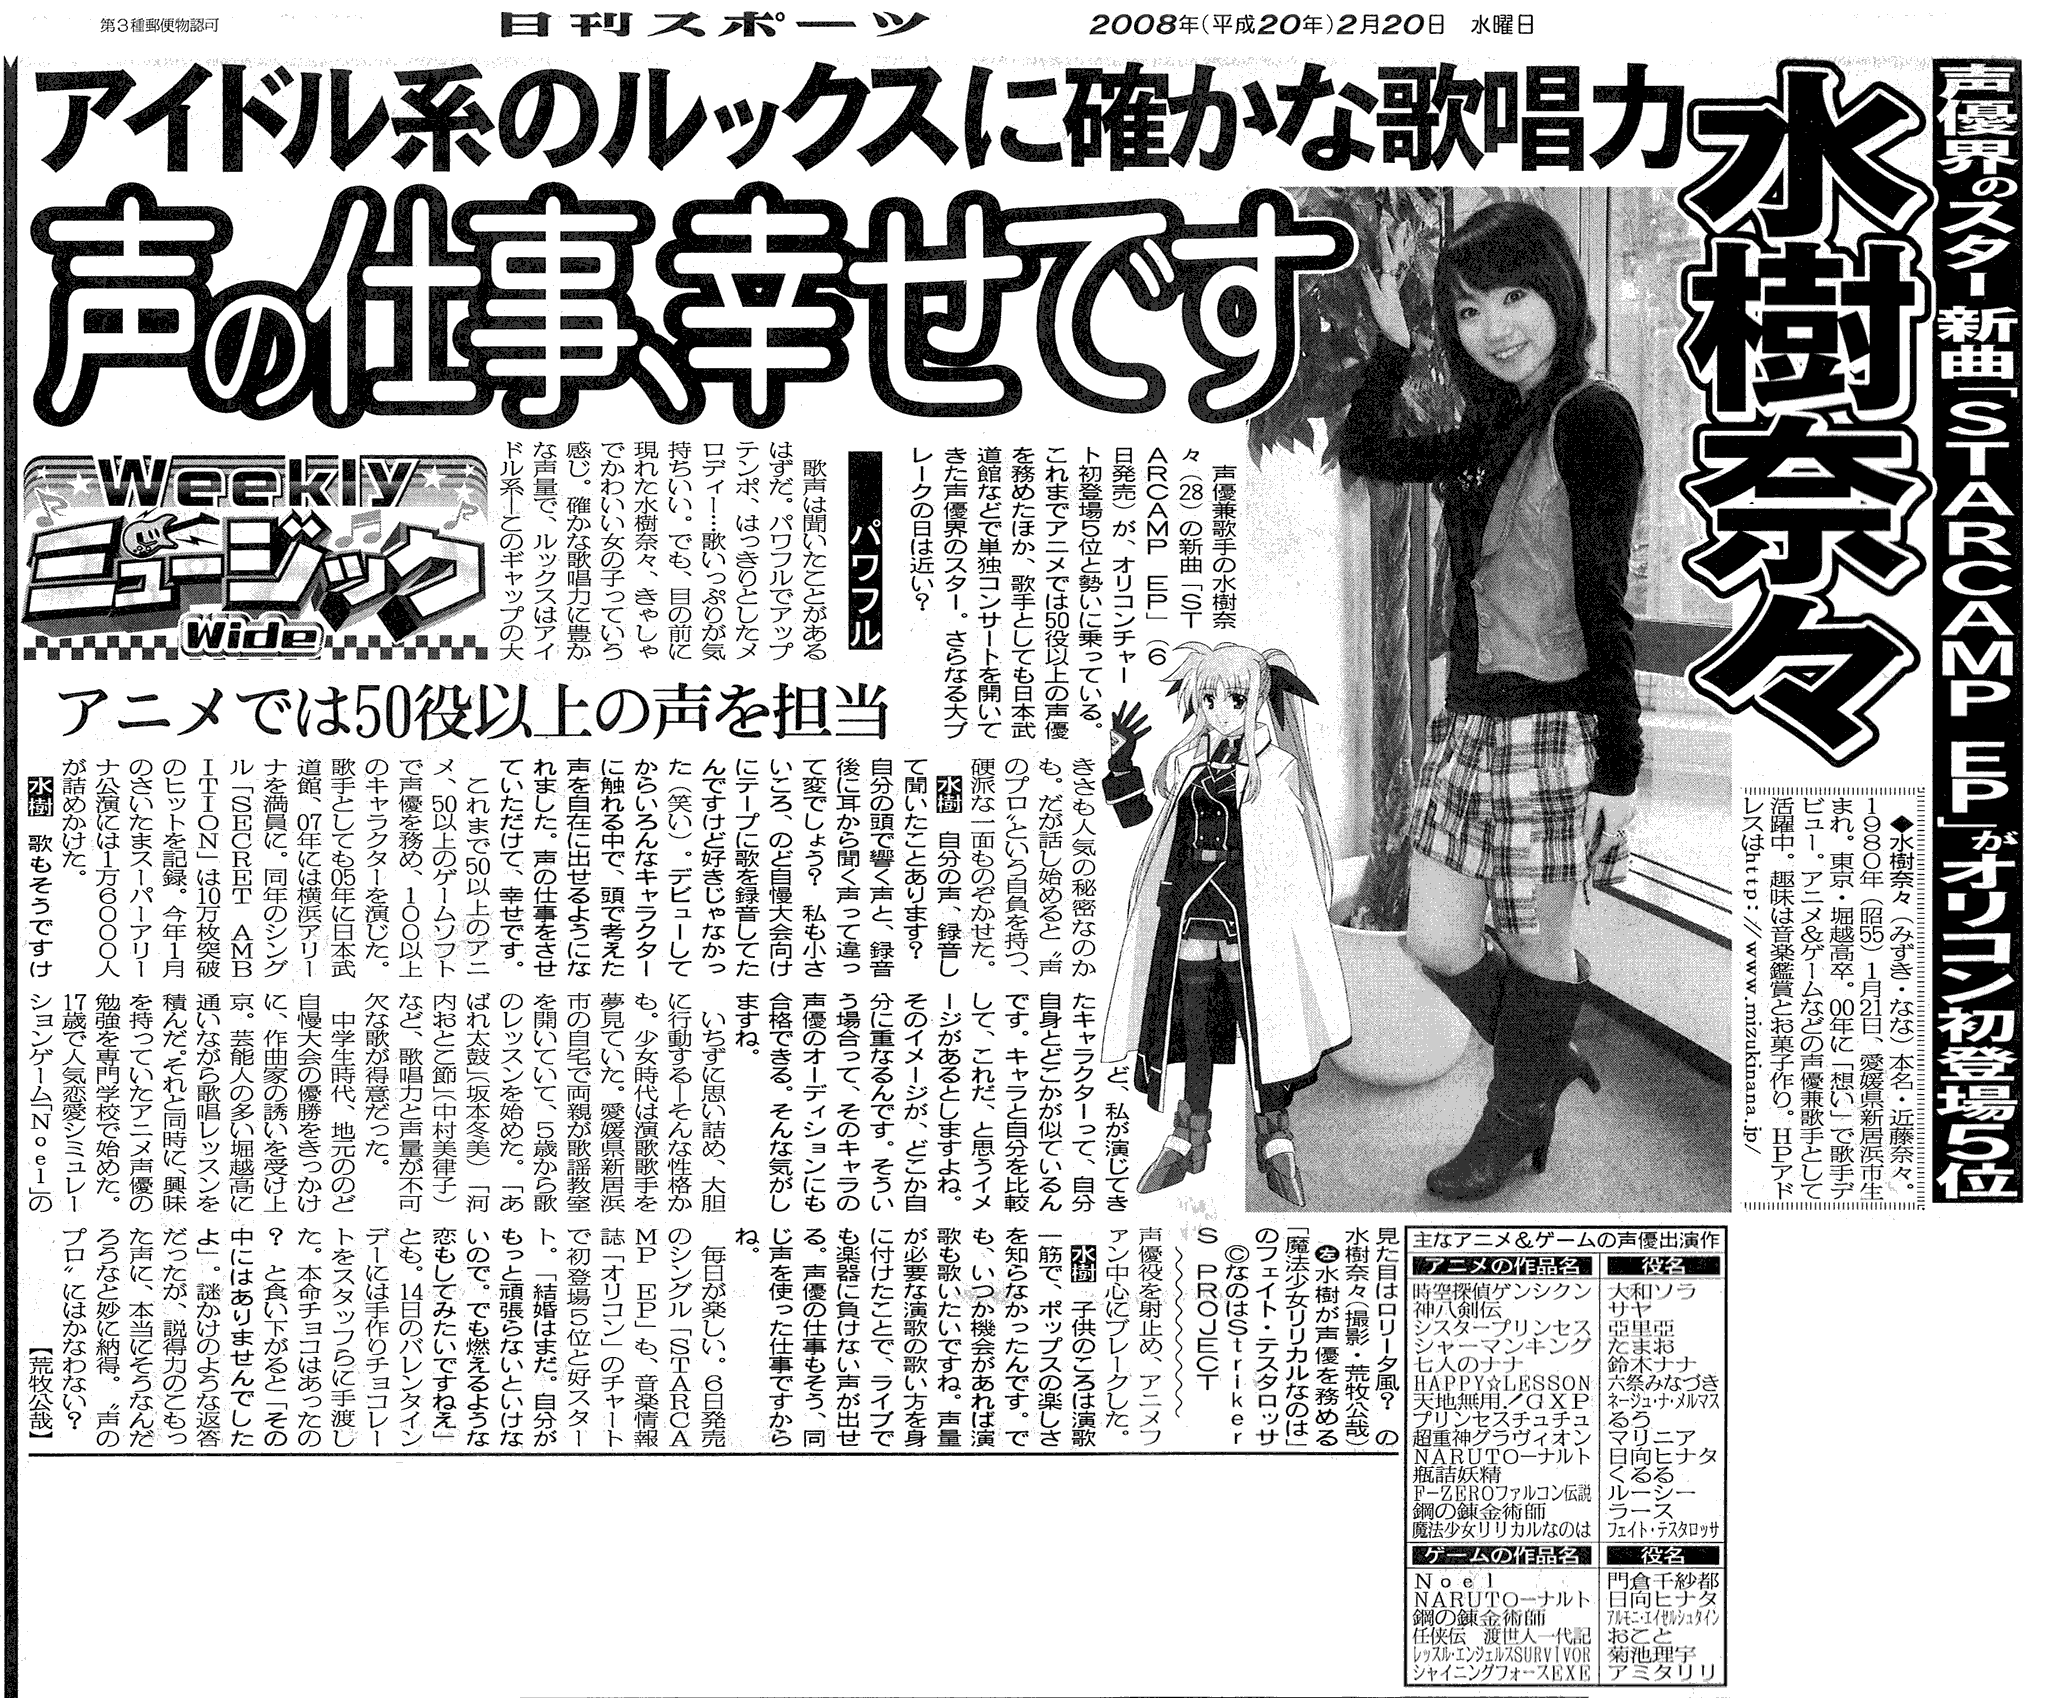 第3種郵便物認可
日刊スポーツ
2008年(平成20年)2月20日 水曜日
声優界のスター新曲「STARCAMP EP」がオリコン初登場5位
水樹奈々
アイドル系のルックスに確かな歌唱力
声の仕事、幸せです
◆水樹奈々(みずき・なな)本名・近藤奈々。
1980年(昭55)1月21日、愛媛県新居浜市生
まれ。東京・堀越高卒。00年に「想い」で歌手デ
ビュー。アニメ&ゲームなどの声優兼歌手として
活躍中。趣味は音楽鑑賞とお菓子作り。HPアド
レスはhttp://www.mizukinana.jp/
声優兼歌手の水樹奈
々(28)の新曲「ST
ARCAMP EP」(6
日発売)が、オリコンチャー
ト初登場5位と勢いに乗っている。
これまでアニメでは50役以上の声優
を務めたほか、歌手としても日本武
道館などで単独コンサートを開いて
きた声優界のスター。さらなる大ブ
レークの日は近い?
パワフル
歌声は聞いたことがある
はずだ。パワフルでアップ
テンポ、はっきりとしたメ
ロディー…歌いっぷりが気
持ちいい。でも、目の前に
現れた水樹奈々、きゃしゃ
でかわいい女の子っていう
感じ。確かな歌唱力に豊か
な声量で、ルックスはアイ
ドル系―このギャップの大
Weekly
ミュージック
Wide
アニメでは50役以上の声を担当
きさも人気の秘密なのか
も。だが話し始めると〝声
のプロ〟という自負を持つ、
硬派な一面ものぞかせた。
水樹 自分の声、録音し
て聞いたことあります?
自分の頭で響く声と、録音
後に耳から聞く声って違っ
て変でしょう? 私も小さ
いころ、のど自慢大会向け
にテープに歌を録音してた
んですけど好きじゃなかっ
た(笑い)。デビューして
からいろんなキャラクター
に触れる中で、頭で考えた
声を自在に出せるようにな
れました。声の仕事をさせ
ていただけて、幸せです。
これまで50以上のアニ
メ、50以上のゲームソフト
で声優を務め、100以上
のキャラクターを演じた。
歌手としても05年に日本武
道館、07年には横浜アリー
ナを満員に。同年のシング
ル「SECRET AMB
ITION」は10万枚突破
のヒットを記録。今年1月
のさいたまスーパーアリー
ナ公演には1万6000人
が詰めかけた。
水樹 歌もそうですけ
ど、私が演じてき
たキャラクターって、自分
自身とどこかが似ているん
です。キャラと自分を比較
して、これだ、と思うイメ
ージがあるとしますよね。
そのイメージが、どこか自
分に重なるんです。そうい
う場合って、そのキャラの
声優のオーディションにも
合格できる。そんな気がし
ますね。
いちずに思い詰め、大胆
に行動する―そんな性格か
も。少女時代は演歌歌手を
夢見ていた。愛媛県新居浜
市の自宅で両親が歌謡教室
を開いていて、5歳から歌
のレッスンを始めた。「あ
ばれ太鼓」(坂本冬美)「河
内おとこ節」(中村美律子)
など、歌唱力と声量が不可
欠な歌が得意だった。
中学生時代、地元ののど
自慢大会の優勝をきっかけ
に、作曲家の誘いを受け上
京。芸能人の多い堀越高に
通いながら歌唱レッスンを
積んだ。それと同時に、興味
を持っていたアニメ声優の
勉強を専門学校で始めた。
17歳で人気恋愛シミュレー
ションゲーム「Noel」の
見た目はロリータ風? の
水樹奈々(撮影・荒牧公哉)
左水樹が声優を務める
「魔法少女リリカルなのは」
のフェイト・テスタロッサ
©なのはStriker
S PROJECT
声優役を射止め、アニメフ
ァン中心にブレークした。
水樹 子供のころは演歌
一筋で、ポップスの楽しさ
を知らなかったんです。で
も、いつか機会があれば演
歌も歌いたいですね。声量
が必要な演歌の歌い方を身
に付けたことで、ライブで
も楽器に負けない声が出せ
る。声優の仕事もそう、同
じ声を使った仕事ですから
ね。
毎日が楽しい。6日発売
のシングル「STARCA
MP EP」も、音楽情報
誌「オリコン」のチャート
で初登場5位と好スター
ト。「結婚はまだ。自分が
もっと頑張らないといけな
いので。でも燃えるような
恋もしてみたいですねえ」
とも。14日のバレンタイン
デーには手作りチョコレー
トをスタッフらに手渡し
た。本命チョコはあったの
? と食い下がると「その
中にはありませんでした
よ」。謎かけのような返答
だったが、説得力のこもっ
た声に、本当にそうなんだ
ろうなと妙に納得。〝声の
プロ〟にはかなわない?
【荒牧公哉】
主なアニメ&ゲームの声優出演作
アニメの作品名 役名
時空探偵ゲンシクン 大和ソラ
神八剣伝 サヤ
シスタープリンセス 亞里亞
シャーマンキング たまお
七人のナナ 鈴木ナナ
HAPPY☆LESSON 六祭みなづき
天地無用!GXP ネージュ・ナ・メルマス
プリンセスチュチュ るう
超重神グラヴィオン マリニア
NARUTO―ナルト 日向ヒナタ
瓶詰妖精 くるる
F-ZEROファルコン伝説 ルーシー
鋼の錬金術師 ラース
魔法少女リリカルなのは フェイト・テスタロッサ
ゲームの作品名 役名
Noel 門倉千紗都
NARUTO―ナルト 日向ヒナタ
鋼の錬金術師 アルモニ・エイゼルシュタイン
任侠伝 渡世人一代記 おこと
レッスル・エンジェルスSURVIVOR 菊池理宇
シャイニングフォースEXE アミタリリ